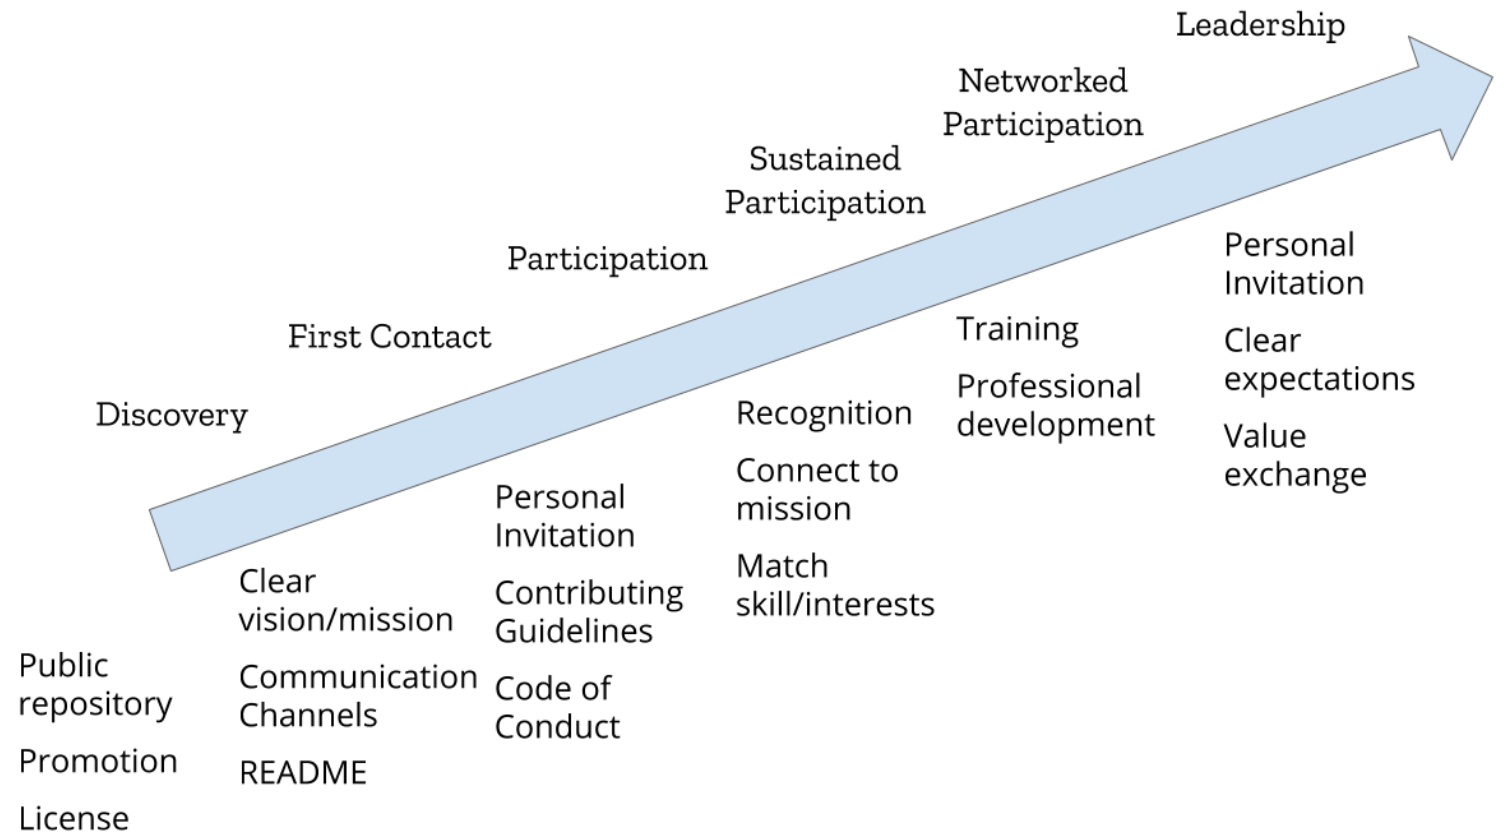 Leadership
Networked
Participation
Sustained
Participation
Participation
First Contact
Discovery
Public
repository
Promotion
License
Clear
vision/mission
Communication
Channels
README
Personal
Invitation
Contributing
Guidelines
Code of
Conduct
Recognition
Connect to
mission
Match
skill/interests
Training
Professional
development
Personal
Invitation
Clear
expectations
Value
exchange